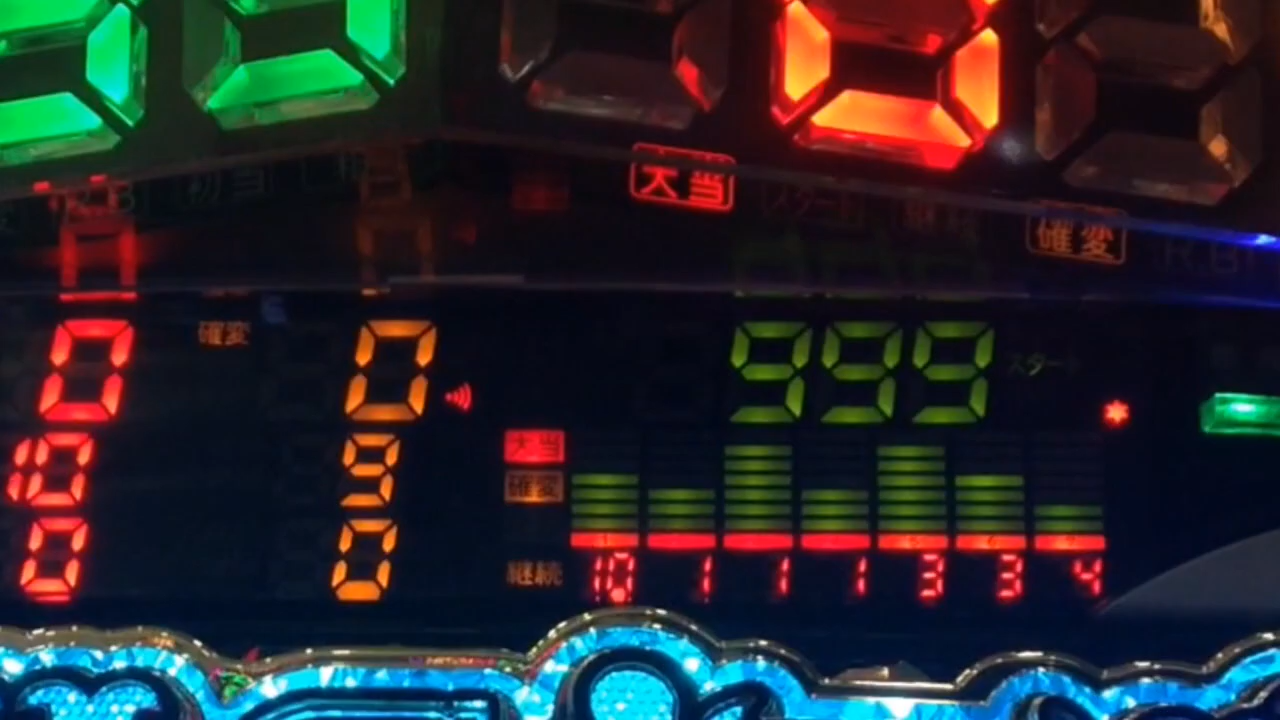 大当
確変
確変
0 0 999 スタート
10 9 大当
0 0 確変
継続 10 1 1 1 3 3 4